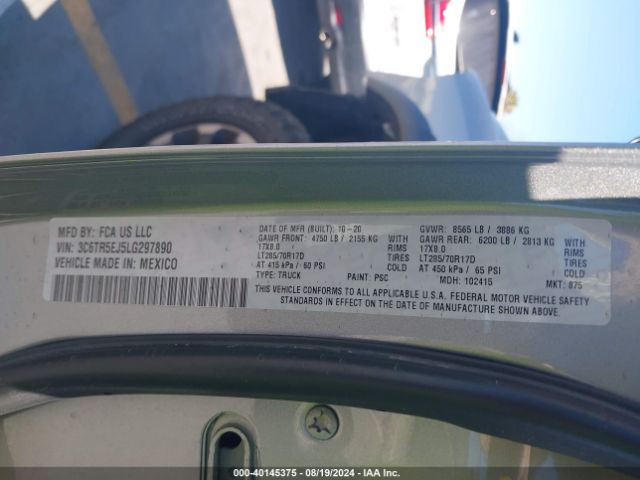 MFD BY: FCA US LLC
VIN: 3C6TR5EJ5LG297890
VEHICLE MADE IN: MEXICO
DATE OF MFR (BUILT): 10-20
GAWR FRONT: 4750 LB / 2155 KG
17X8.0 RIMS
LT285/70R17D TIRES
AT 415 kPa / 60 PSI COLD
TYPE: TRUCK PAINT: PSC
GVWR: 8565 LB / 3886 KG
GAWR REAR: 6200 LB / 2813 KG
17X8.0 RIMS
LT285/70R17D TIRES
AT 450 kPa / 65 PSI COLD
MDH: 102415 MKT: 875
THIS VEHICLE CONFORMS TO ALL APPLICABLE U.S.A. FEDERAL MOTOR VEHICLE SAFETY
STANDARDS IN EFFECT ON THE DATE OF MANUFACTURE SHOWN ABOVE.
000-40145375 - 08/19/2024 - IAA Inc.